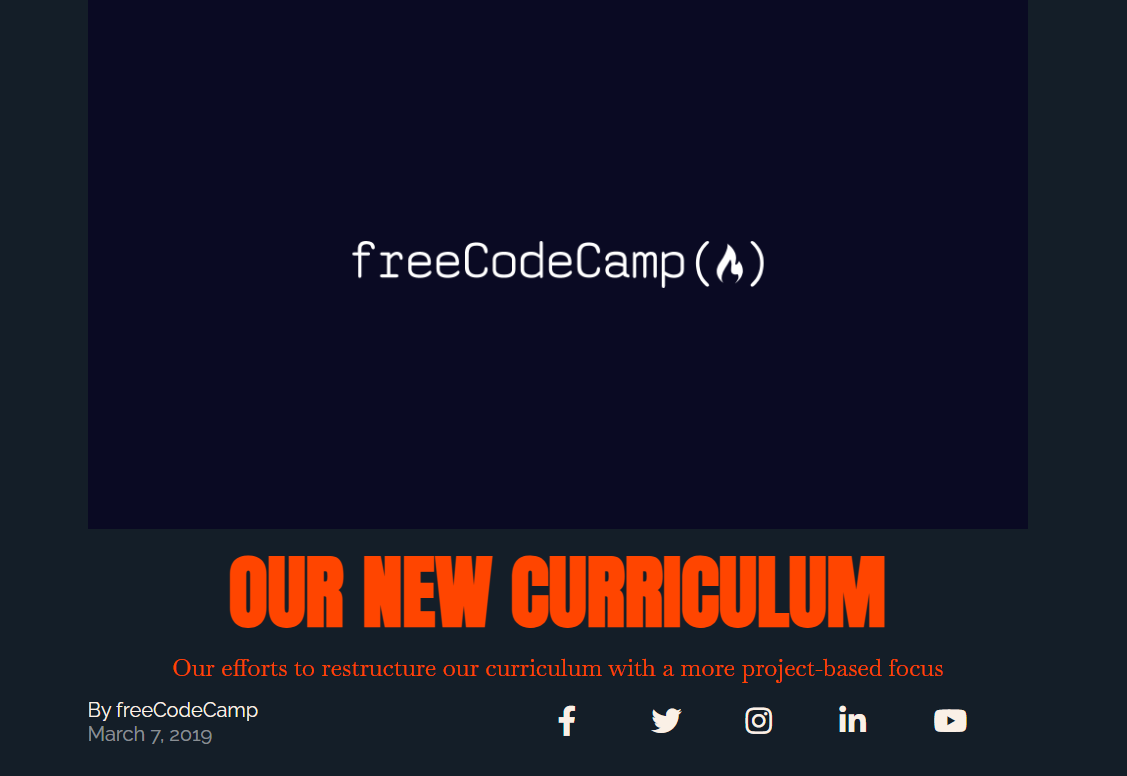 freeCodeCamp()
OUR NEW CURRICULUM
Our efforts to restructure our curriculum with a more project-based focus
By freeCodeCamp
March 7, 2019